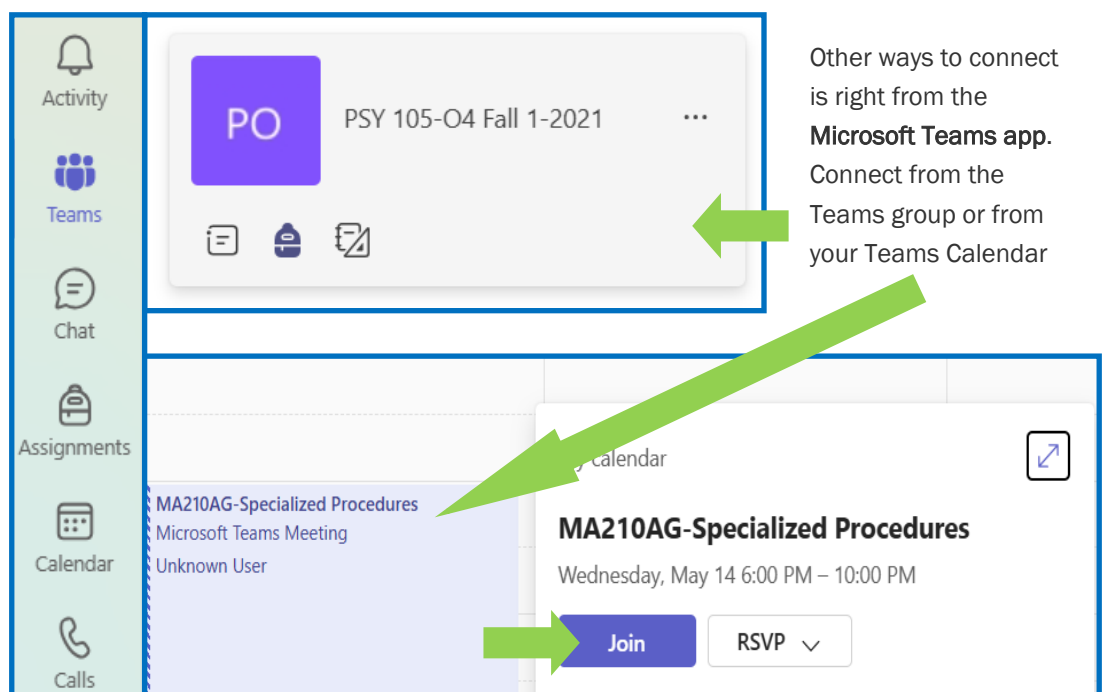 Activity
Teams
Chat
Assignments
Calendar
Calls
PO
PSY 105-O4 Fall 1-2021
...
Other ways to connect
is right from the
Microsoft Teams app.
Connect from the
Teams group or from
your Teams Calendar
MA210AG-Specialized Procedures
Microsoft Teams Meeting
Unknown User
calendar
MA210AG-Specialized Procedures
Wednesday, May 14 6:00 PM – 10:00 PM
Join
RSVP